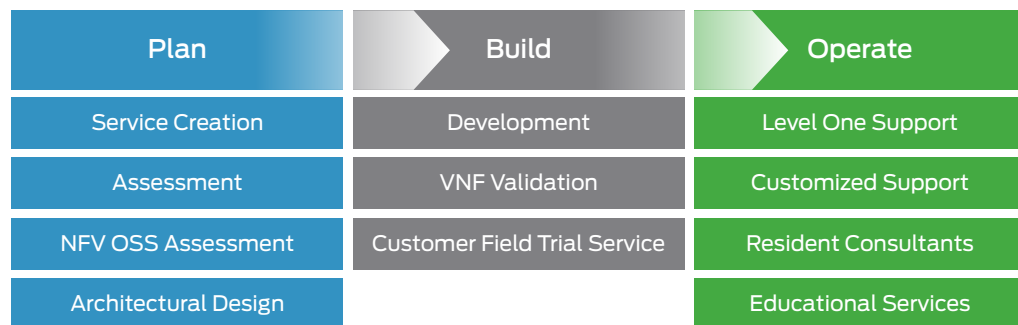 Plan
Build
Operate
Service Creation
Development
Level One Support
Assessment
VNF Validation
Customized Support
NFV OSS Assessment
Customer Field Trial Service
Resident Consultants
Architectural Design
Educational Services